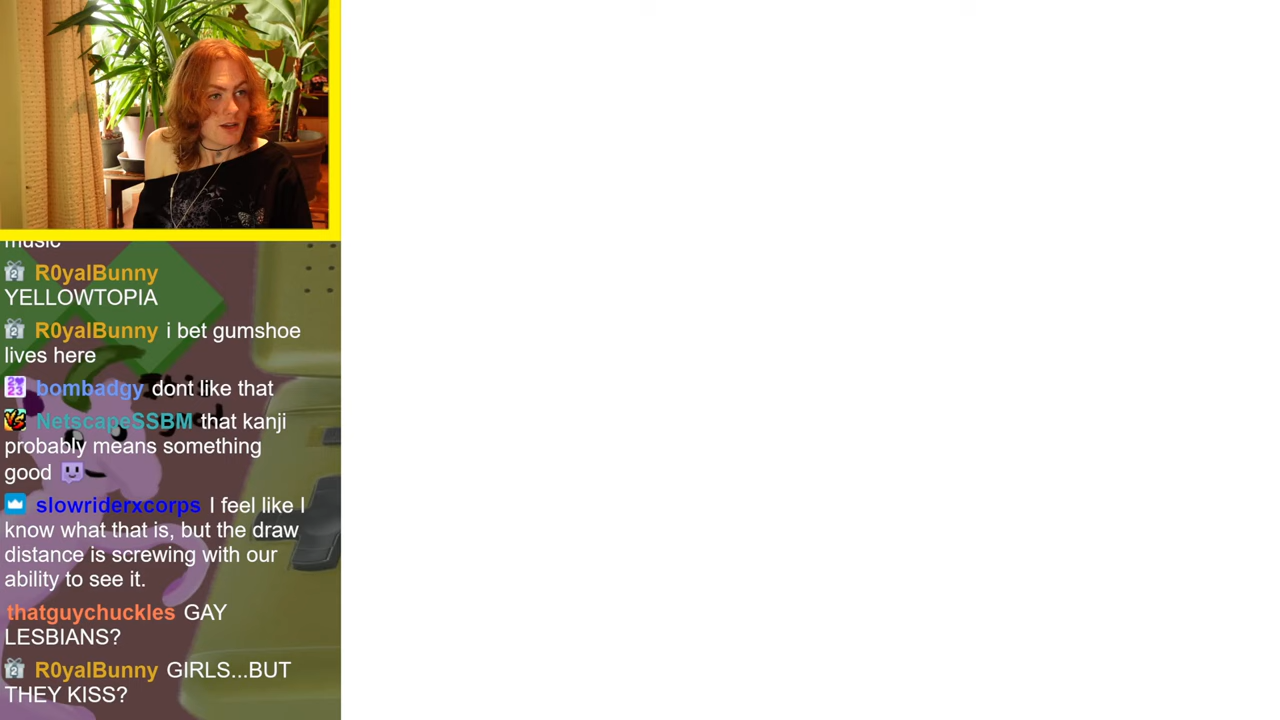 music
R0yalBunny
YELLOWTOPIA
R0yalBunny i bet gumshoe
lives here
bombadgy dont like that
NetscapeSSBM that kanji
probably means something
good
slowriderxcorps I feel like I
know what that is, but the draw
distance is screwing with our
ability to see it.
thatguychuckles GAY
LESBIANS?
R0yalBunny GIRLS...BUT
THEY KISS?